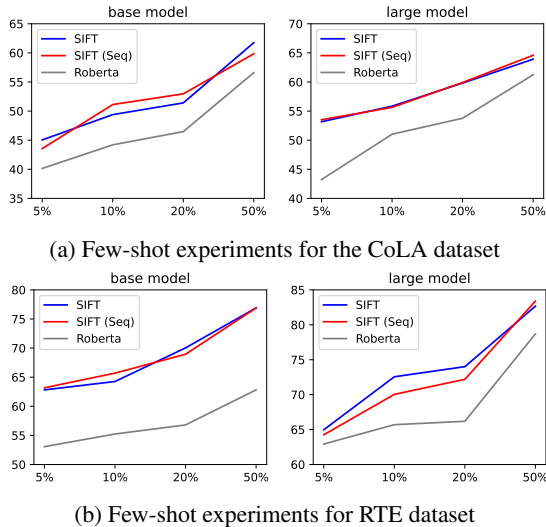 base model
large model
65
60
55
50
45
40
35
SIFT
SIFT (Seq)
Roberta
5% 10% 20% 50%
70
65
60
55
50
45
40
SIFT
SIFT (Seq)
Roberta
5% 10% 20% 50%
(a) Few-shot experiments for the CoLA dataset
base model
large model
80
75
70
65
60
55
50
SIFT
SIFT (Seq)
Roberta
5% 10% 20% 50%
85
80
75
70
65
60
SIFT
SIFT (Seq)
Roberta
5% 10% 20% 50%
(b) Few-shot experiments for RTE dataset